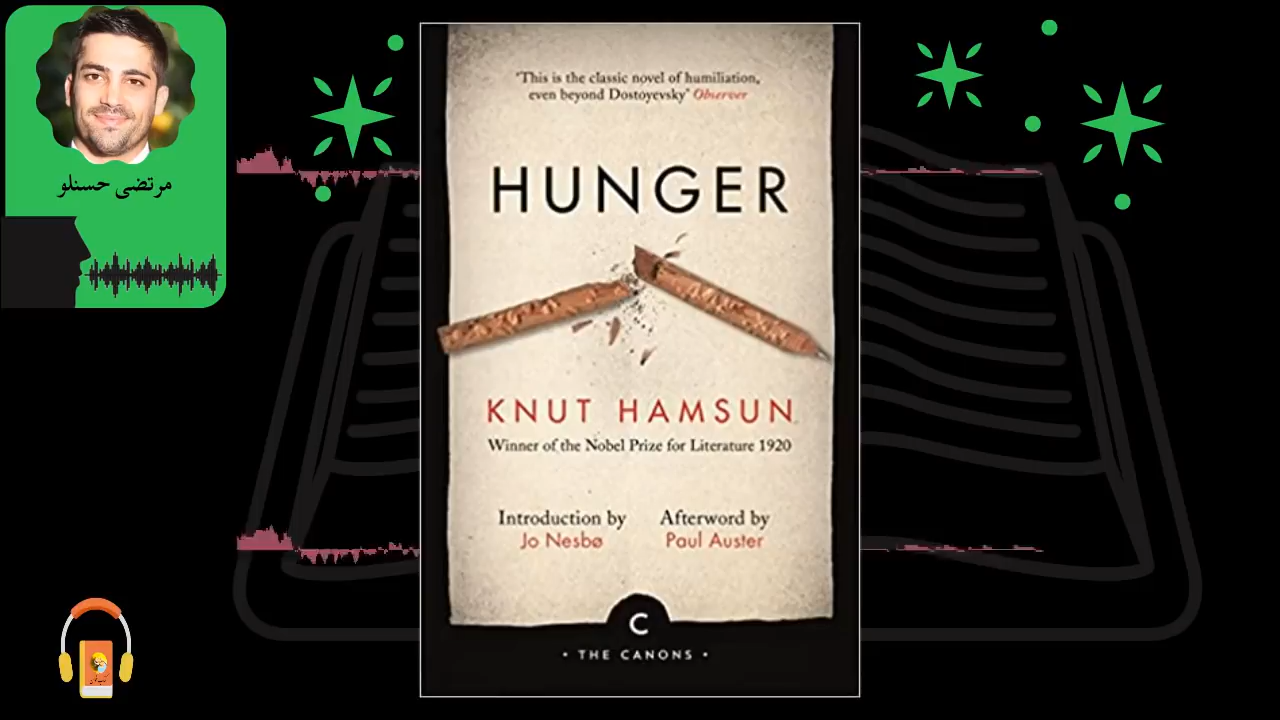 مرتضی حسنلو
'This is the classic novel of humiliation,
even beyond Dostoyevsky' Observer
HUNGER
KNUT HAMSUN
Winner of the Nobel Prize for Literature 1920
Introduction by Afterword by
Jo Nesbø Paul Auster
C
• THE CANONS •